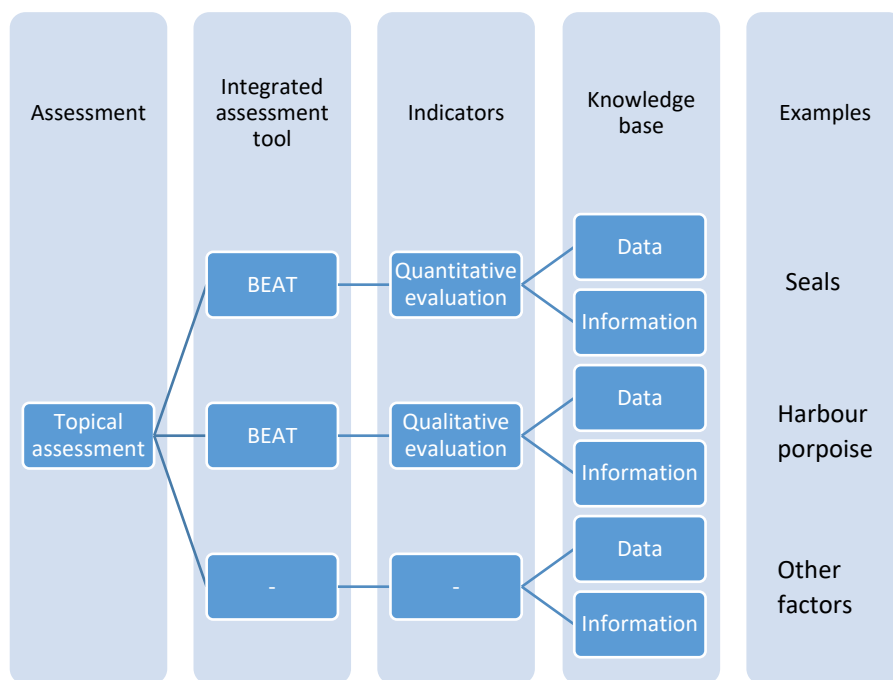 Assessment
Integrated
assessment
tool
Indicators
Knowledge
base
Examples
Topical
assessment
BEAT
Quantitative
evaluation
Data
Information
Seals
BEAT
Qualitative
evaluation
Data
Information
Harbour
porpoise
-
-
Data
Information
Other
factors